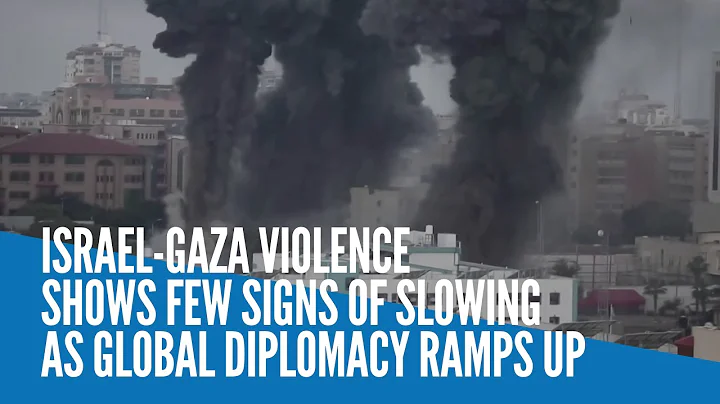 ISRAEL-GAZA VIOLENCE
SHOWS FEW SIGNS OF SLOWING
AS GLOBAL DIPLOMACY RAMPS UP